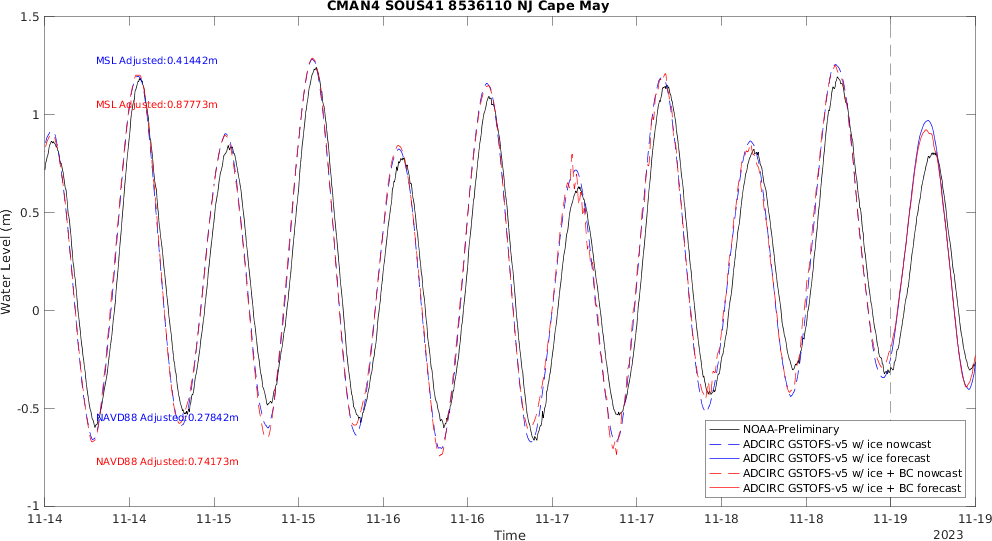 CMAN4 SOUS41 8536110 NJ Cape May
1.5
1
0.5
0
-0.5
-1
Water Level (m)
MSL Adjusted:0.41442m
MSL Adjusted:0.87773m
NAVD88 Adjusted:0.27842m
NAVD88 Adjusted:0.74173m
NOAA-Preliminary
ADCIRC GSTOFS-v5 w/ ice nowcast
ADCIRC GSTOFS-v5 w/ ice forecast
ADCIRC GSTOFS-v5 w/ ice + BC nowcast
ADCIRC GSTOFS-v5 w/ ice + BC forecast
11-14 11-14 11-15 11-15 11-16 11-16 11-17 11-17 11-18 11-18 11-19 11-19
Time
2023